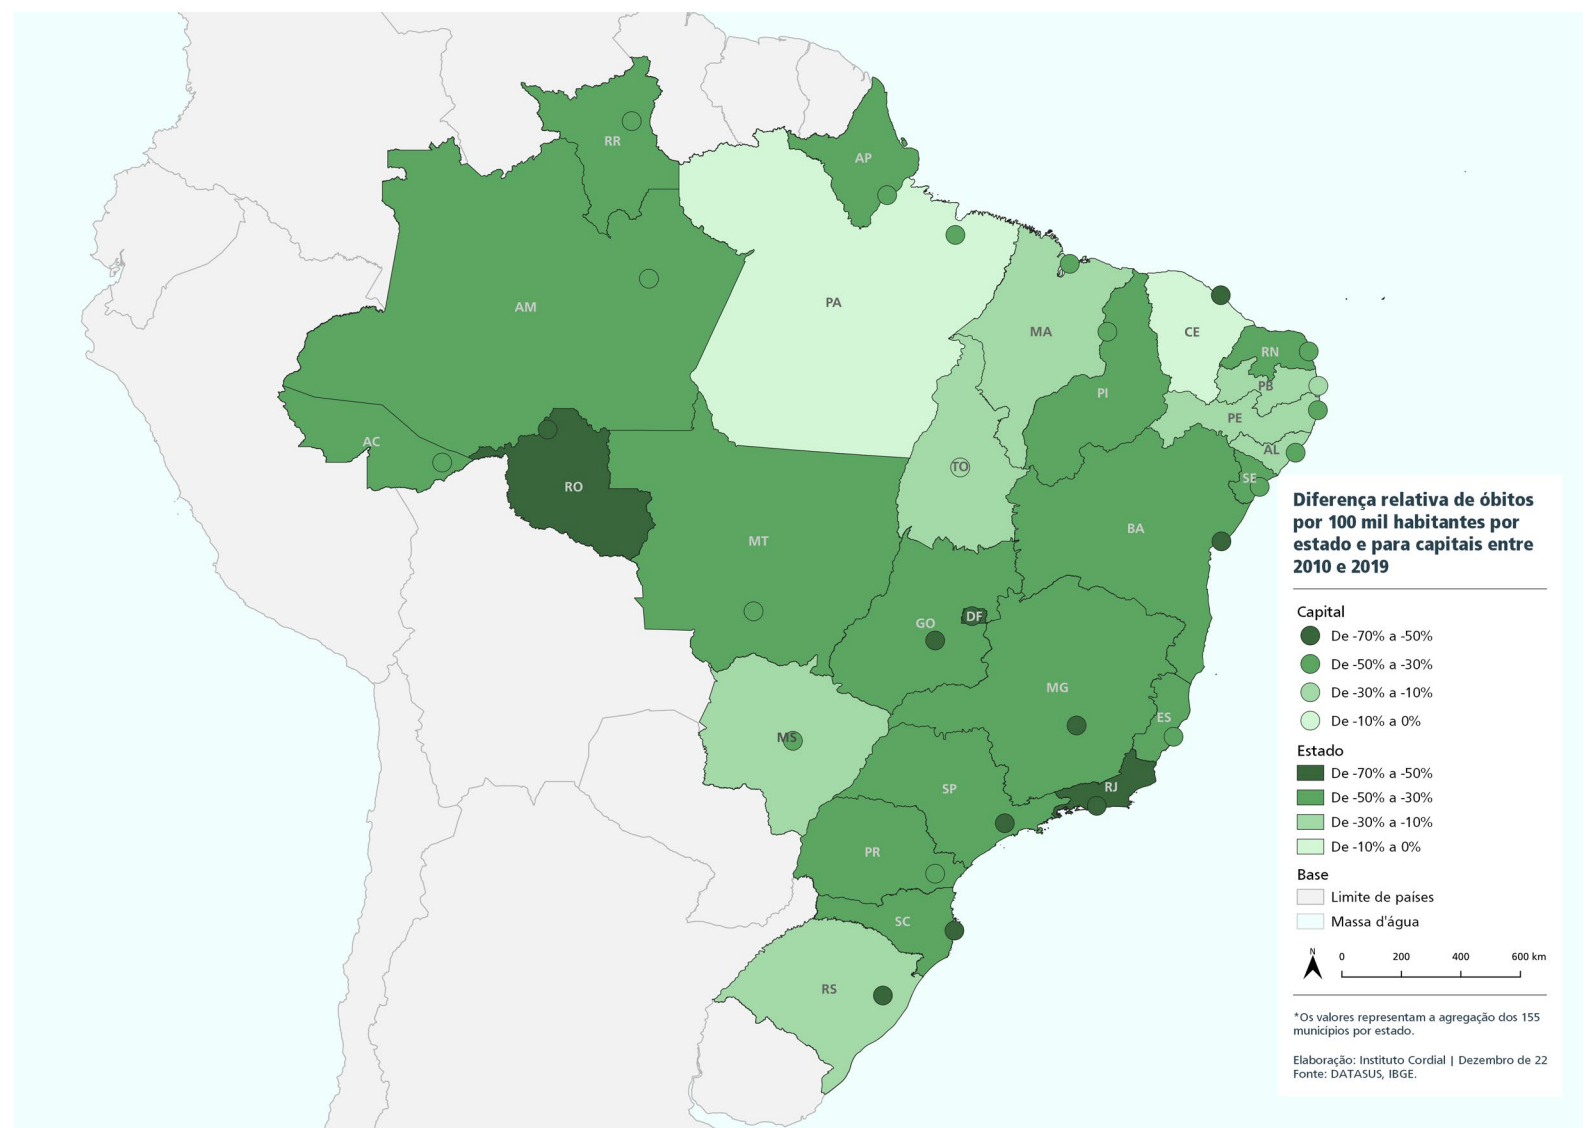 RR
AP
AM
PA
MA
CE
RN
PB
PE
AL
SE
PI
AC
RO
TO
BA
MT
GO
DF
MG
ES
MS
SP
RJ
PR
SC
RS
Diferença relativa de óbitos
por 100 mil habitantes por
estado e para capitais entre
2010 e 2019
Capital
De -70% a -50%
De -50% a -30%
De -30% a -10%
De -10% a 0%
Estado
De -70% a -50%
De -50% a -30%
De -30% a -10%
De -10% a 0%
Base
Limite de países
Massa d'água
N
0 200 400 600 km
*Os valores representam a agregação dos 155
municípios por estado.
Elaboração: Instituto Cordial | Dezembro de 22
Fonte: DATASUS, IBGE.